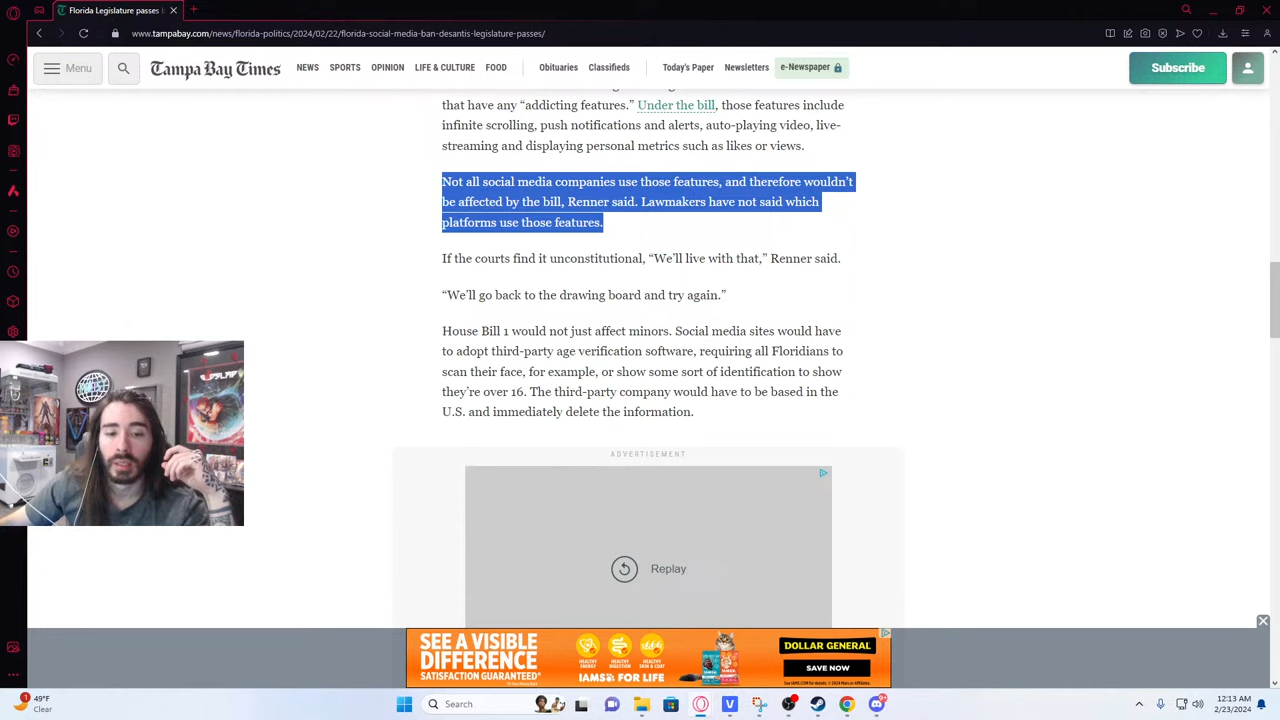 Florida Legislature pass
www.tampabay.com/news/florida-politics/2024/02/22/florida-social-media-ban-desantis-legislature-passes/
Menu
Tampa Bay Times
NEWS SPORTS OPINION LIFE & CULTURE FOOD Obituaries Classifieds Today's Paper Newsletters e-Newspaper
Subscribe
that have any “addicting features.” Under the bill, those features include
infinite scrolling, push notifications and alerts, auto-playing video, live-
streaming and displaying personal metrics such as likes or views.
Not all social media companies use those features, and therefore wouldn’t
be affected by the bill, Renner said. Lawmakers have not said which
platforms use those features.
If the courts find it unconstitutional, “We’ll live with that,” Renner said.
“We’ll go back to the drawing board and try again.”
House Bill 1 would not just affect minors. Social media sites would have
to adopt third-party age verification software, requiring all Floridians to
scan their face, for example, or show some sort of identification to show
they’re over 16. The third-party company would have to be based in the
U.S. and immediately delete the information.
ADVERTISEMENT
Replay
SEE A VISIBLE
DIFFERENCE
SATISFACTION GUARANTEED*
HEALTHY ENERGY
HEALTHY DIGESTION
HEALTHY SKIN & COAT
IAMS FOR LIFE
DOLLAR GENERAL
SAVE NOW
1
49°F
Clear
Search
12:13 AM
2/23/2024